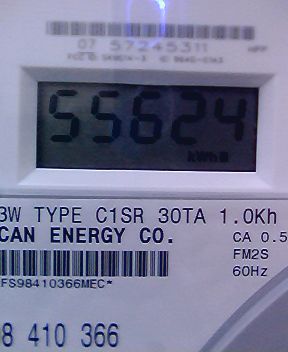 07 57245311
55624
kWh
3W TYPE C1SR 30TA 1.0Kh
CAN ENERGY CO.
CA 0.5
FM2S
60Hz
FS98410366MEC*
98 410 366